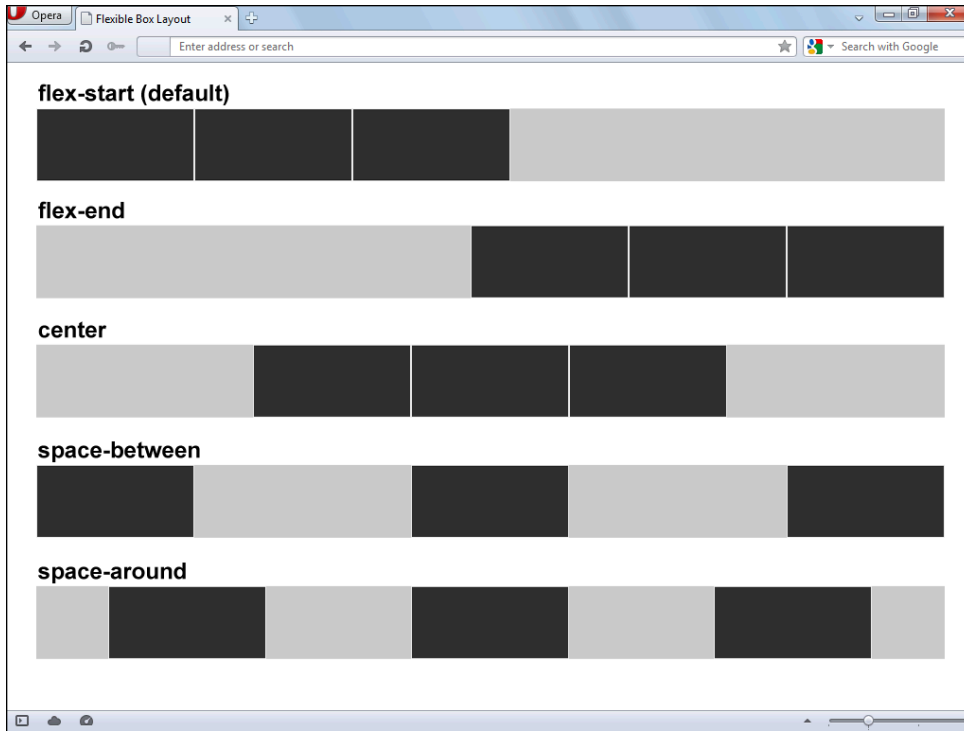 Opera
Flexible Box Layout
Enter address or search
Search with Google
flex-start (default)
flex-end
center
space-between
space-around